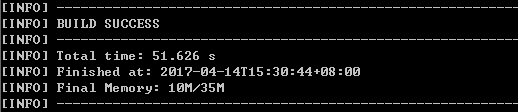 [INFO] ------------------------------------------------------------------------
[INFO] BUILD SUCCESS
[INFO] ------------------------------------------------------------------------
[INFO] Total time: 51.626 s
[INFO] Finished at: 2017-04-14T15:30:44+08:00
[INFO] Final Memory: 10M/35M
[INFO] ------------------------------------------------------------------------